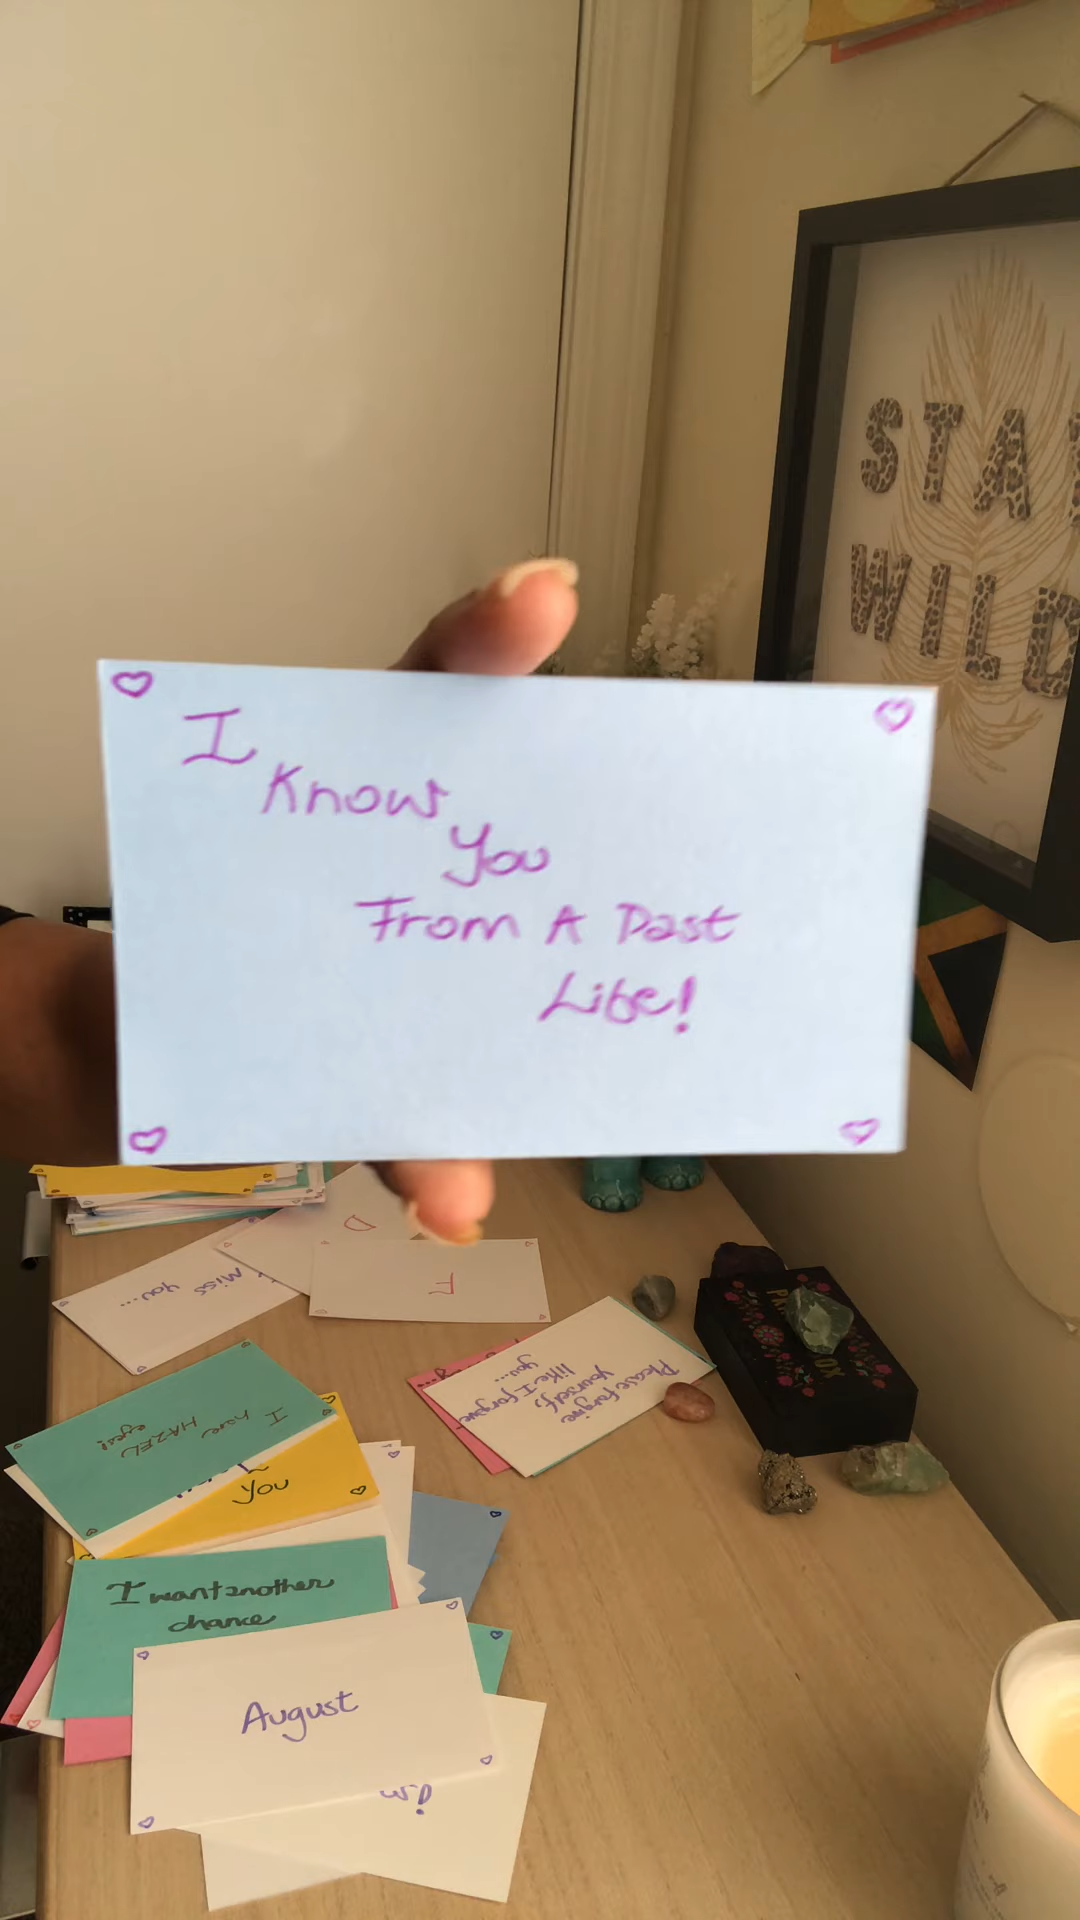 STAY
WILD
I
Know
You
From A Past
Life!
D
miss
you...
Please forgive
yourself,
like I forgive
you...
I have
HAZEL
eyes!
You
I want another
chance
August